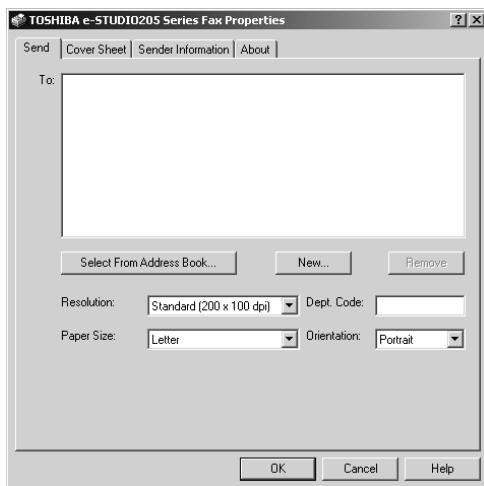 TOSHIBA e-STUDIO205 Series Fax Properties
Send Cover Sheet Sender Information About
To:
Select From Address Book... New... Remove
Resolution: Standard (200 x 100 dpi) Dept. Code:
Paper Size: Letter Orientation: Portrait
OK Cancel Help